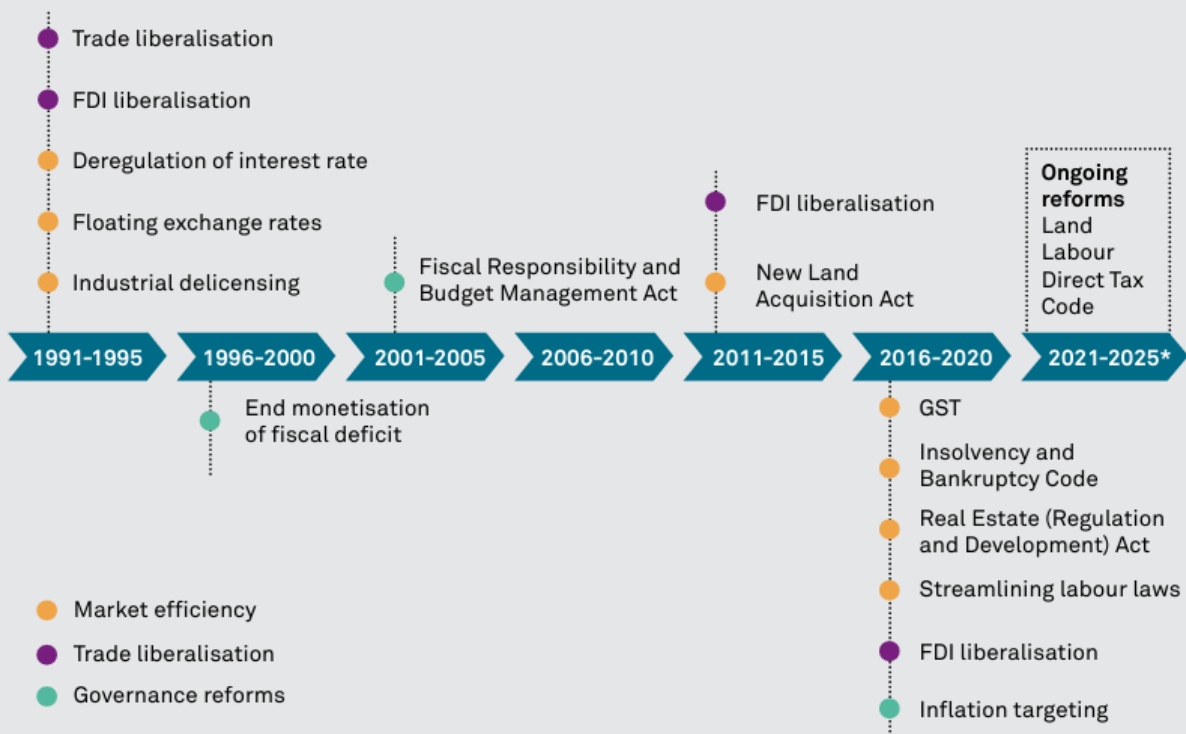 Trade liberalisation
FDI liberalisation
Deregulation of interest rate
Floating exchange rates
Industrial delicensing
Fiscal Responsibility and
Budget Management Act
FDI liberalisation
New Land
Acquisition Act
Ongoing
reforms
Land
Labour
Direct Tax
Code
1991-1995
1996-2000
2001-2005
2006-2010
2011-2015
2016-2020
2021-2025*
End monetisation
of fiscal deficit
GST
Insolvency and
Bankruptcy Code
Real Estate (Regulation
and Development) Act
Streamlining labour laws
FDI liberalisation
Inflation targeting
Market efficiency
Trade liberalisation
Governance reforms